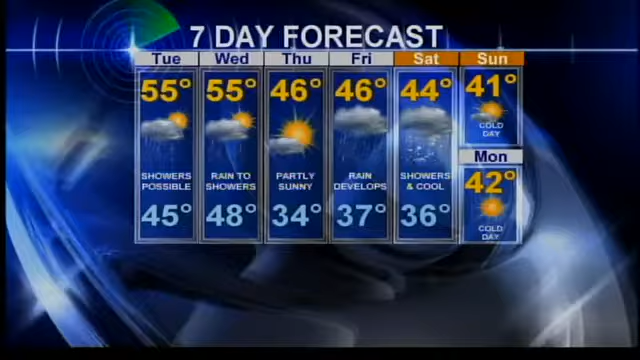 7 DAY FORECAST
Tue
55°
SHOWERS
POSSIBLE
45°
Wed
55°
RAIN TO
SHOWERS
48°
Thu
46°
PARTLY
SUNNY
34°
Fri
46°
RAIN
DEVELOPS
37°
Sat
44°
SHOWERS
& COOL
36°
Sun
41°
COLD
DAY
Mon
42°
COLD
DAY